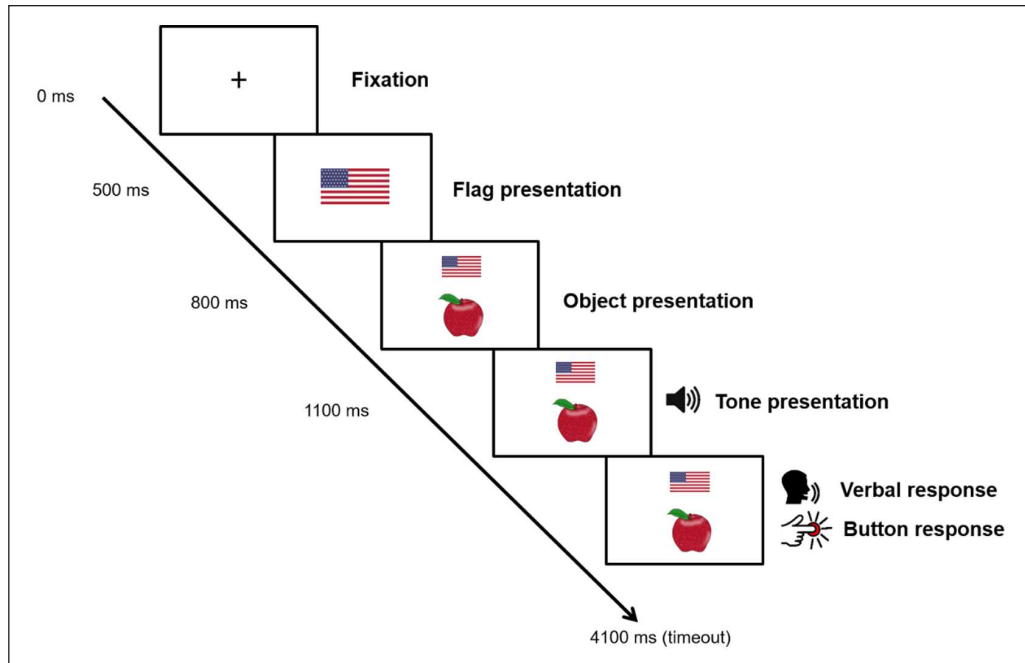 +
Fixation
0 ms
500 ms
Flag presentation
800 ms
Object presentation
1100 ms
Tone presentation
Verbal response
Button response
4100 ms (timeout)